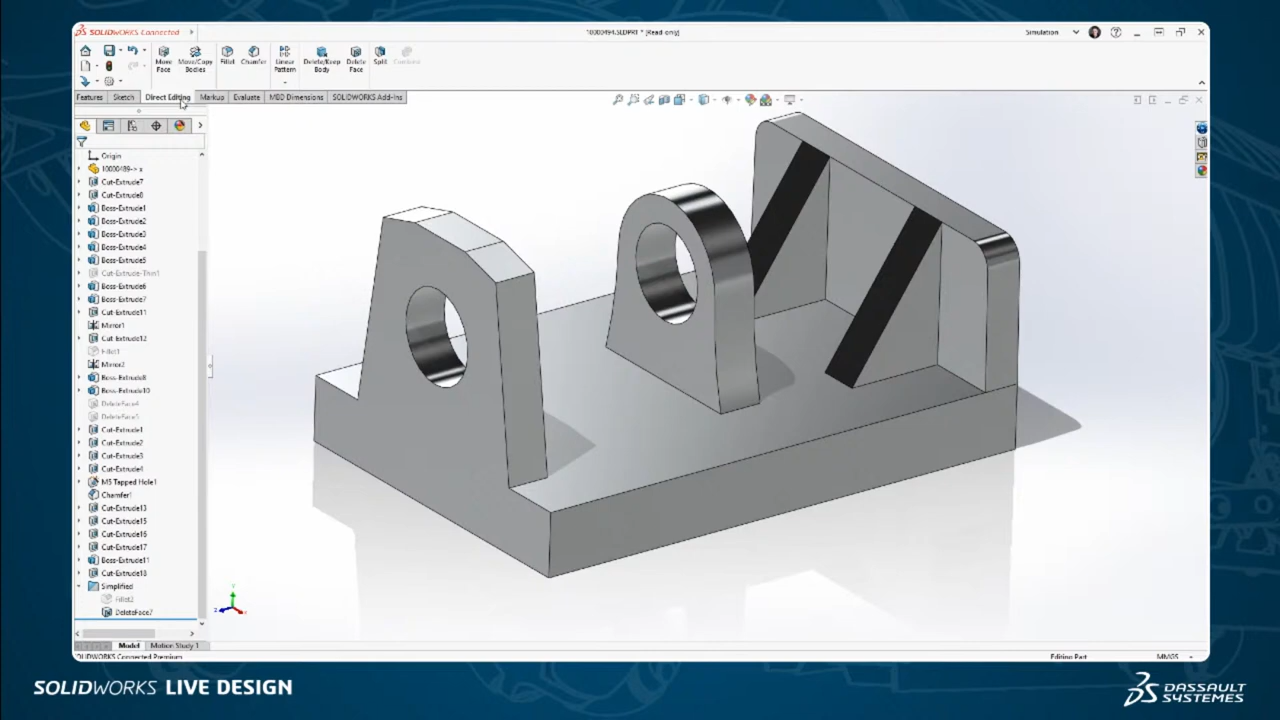 SOLIDWORKS Connected
10000494.SLDPRT * (Read-only)
Simulation
Move Face
Move/Copy Bodies
Fillet
Chamfer
Linear Pattern
Delete/Keep Body
Delete Face
Split
Combine
Features
Sketch
Direct Editing
Markup
Evaluate
MBD Dimensions
SOLIDWORKS Add-Ins
Origin
10000489-> x
Cut-Extrude7
Cut-Extrude8
Boss-Extrude1
Boss-Extrude2
Boss-Extrude3
Boss-Extrude4
Boss-Extrude5
Cut-Extrude-Thin1
Boss-Extrude6
Boss-Extrude7
Cut-Extrude11
Mirror1
Cut-Extrude12
Fillet1
Mirror2
Boss-Extrude8
Boss-Extrude10
DeleteFace4
DeleteFace5
Cut-Extrude1
Cut-Extrude2
Cut-Extrude3
Cut-Extrude4
M5 Tapped Hole1
Chamfer1
Cut-Extrude13
Cut-Extrude15
Cut-Extrude16
Cut-Extrude17
Boss-Extrude11
Cut-Extrude18
Simplified
Fillet2
DeleteFace7
Model
Motion Study 1
SOLIDWORKS Connected Premium
Editing Part
MMGS
SOLIDWORKS LIVE DESIGN
DASSAULT
SYSTEMES